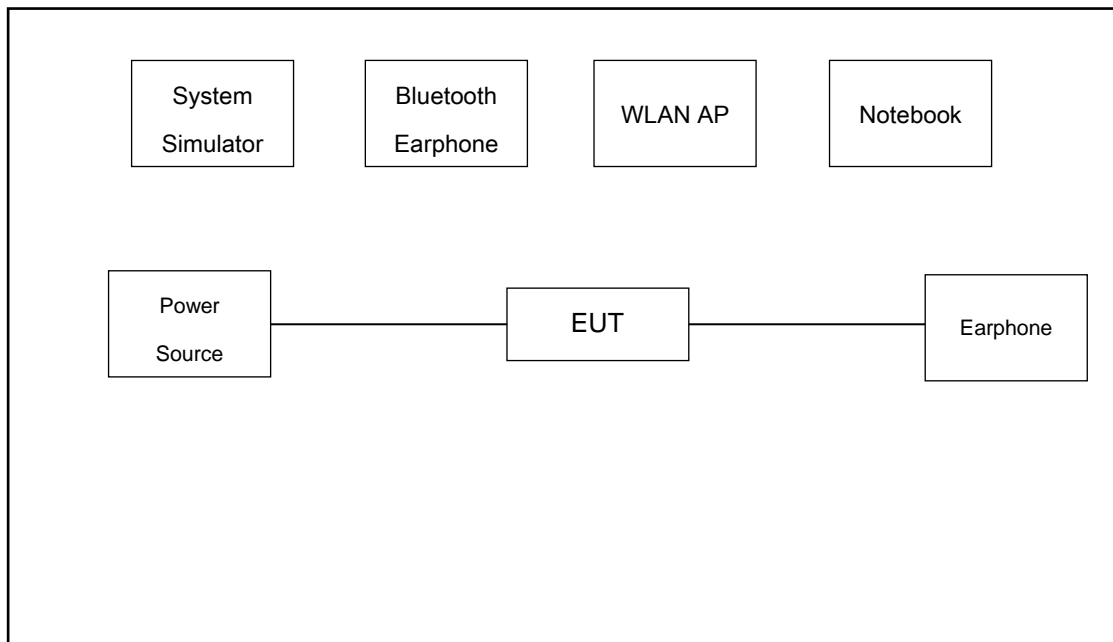 System
Simulator
Bluetooth
Earphone
WLAN AP
Notebook
Power
Source
EUT
Earphone